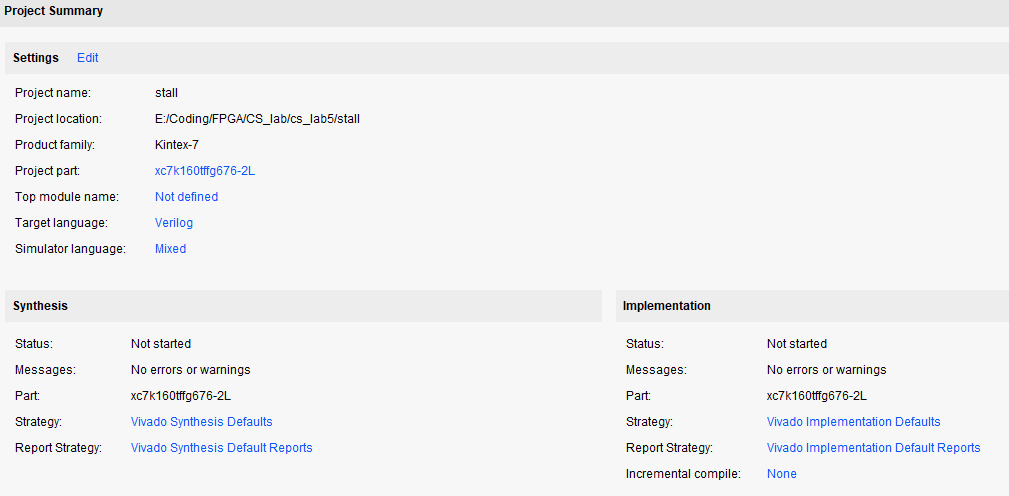 Project Summary
Settings Edit
Project name: stall
Project location: E:/Coding/FPGA/CS_lab/cs_lab5/stall
Product family: Kintex-7
Project part: xc7k160tffg676-2L
Top module name: Not defined
Target language: Verilog
Simulator language: Mixed
Synthesis
Status: Not started
Messages: No errors or warnings
Part: xc7k160tffg676-2L
Strategy: Vivado Synthesis Defaults
Report Strategy: Vivado Synthesis Default Reports
Implementation
Status: Not started
Messages: No errors or warnings
Part: xc7k160tffg676-2L
Strategy: Vivado Implementation Defaults
Report Strategy: Vivado Implementation Default Reports
Incremental compile: None